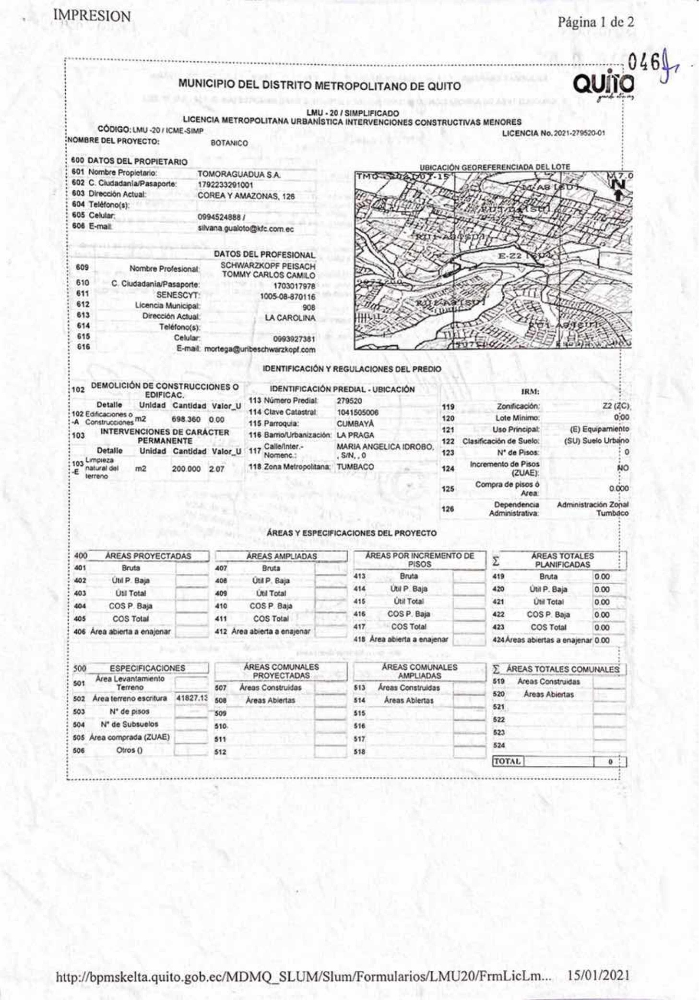 IMPRESION
Página 1 de 2
046
MUNICIPIO DEL DISTRITO METROPOLITANO DE QUITO
QUITO
LMU - 20 / SIMPLIFICADO
LICENCIA METROPOLITANA URBANÍSTICA INTERVENCIONES CONSTRUCTIVAS MENORES
CÓDIGO: LMU -20 / ICME-SIMP
LICENCIA No. 2021-279520-01
NOMBRE DEL PROYECTO: BOTANICO
600 DATOS DEL PROPIETARIO
601 Nombre Propietario: TOMORAGUADUA S.A.
602 C. Ciudadanía/Pasaporte: 1792233291001
603 Dirección Actual: COREA Y AMAZONAS, 126
604 Teléfono(s):
605 Celular: 0994524888 /
606 E-mail: silvana.gualoto@kfc.com.ec
UBICACIÓN GEOREFERENCIADA DEL LOTE
N
E-Z2
DATOS DEL PROFESIONAL
609 Nombre Profesional: SCHWARZKOPF PEISACH
TOMMY CARLOS CAMILO
610 C. Ciudadanía/Pasaporte: 1703017978
611 SENESCYT: 1005-08-870116
612 Licencia Municipal: 908
613 Dirección Actual: LA CAROLINA
614 Teléfono(s):
615 Celular: 0993927381
616 E-mail: mortega@uribeschwarzkopf.com
IDENTIFICACIÓN Y REGULACIONES DEL PREDIO
102 DEMOLICIÓN DE CONSTRUCCIONES O
EDIFICAC.
Detalle Unidad Cantidad Valor_U
102 Edificaciones o
-A Construcciones m2 698.360 0.00
103 INTERVENCIONES DE CARÁCTER
PERMANENTE
Detalle Unidad Cantidad Valor_U
103 Limpieza
-E natural del m2 200.000 2.07
terreno
IDENTIFICACIÓN PREDIAL - UBICACIÓN
113 Número Predial: 279520
114 Clave Catastral: 1041505006
115 Parroquia: CUMBAYÁ
116 Barrio/Urbanización: LA PRAGA
117 Calle/Inter.- MARIA ANGELICA IDROBO,
Nomenc.: , S/N, , 0
118 Zona Metropolitana: TUMBACO
IRM:
119 Zonificación: Z2 (ZC)
120 Lote Minimo: 0.00
121 Uso Principal: (E) Equipamiento
122 Clasificación de Suelo: (SU) Suelo Urbano
123 N° de Pisos: 0
124 Incremento de Pisos NO
(ZUAE):
125 Compra de pisos ó 0.000
Area:
126 Dependencia Administración Zonal
Administrativa: Tumbaco
ÁREAS Y ESPECIFICACIONES DEL PROYECTO
400 ÁREAS PROYECTADAS
401 Bruta
402 Útil P. Baja
403 Útil Total
404 COS P. Baja
405 COS Total
406 Área abierta a enajenar
ÁREAS AMPLIADAS
407 Bruta
408 Útil P. Baja
409 Útil Total
410 COS P. Baja
411 COS Total
412 Área abierta a enajenar
ÁREAS POR INCREMENTO DE
PISOS
413 Bruta
414 Útil P. Baja
415 Útil Total
416 COS P. Baja
417 COS Total
418 Área abierta a enajenar
Σ ÁREAS TOTALES
PLANIFICADAS
419 Bruta 0.00
420 Útil P. Baja 0.00
421 Útil Total 0.00
422 COS P. Baja 0.00
423 COS Total 0.00
424 Áreas abiertas a enajenar 0.00
500 ESPECIFICACIONES
501 Área Levantamiento
Terreno
502 Área terreno escritura 41827.13
503 N° de pisos
504 N° de Subsuelos
505 Área comprada (ZUAE)
506 Otros ()
ÁREAS COMUNALES
PROYECTADAS
507 Áreas Construidas
508 Áreas Abiertas
509
510
511
512
ÁREAS COMUNALES
AMPLIADAS
513 Áreas Construidas
514 Áreas Abiertas
515
516
517
518
Σ ÁREAS TOTALES COMUNALES
519 Áreas Construidas
520 Áreas Abiertas
521
522
523
524
TOTAL 0
http://bpmskelta.quito.gob.ec/MDMQ_SLUM/Slum/Formularios/LMU20/FrmLicLm... 15/01/2021